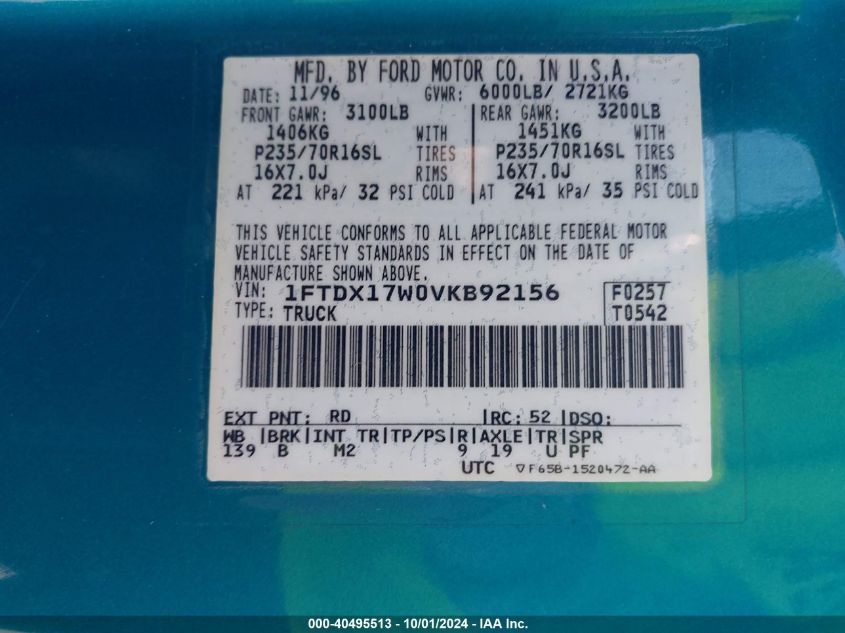 MFD. BY FORD MOTOR CO. IN U.S.A.
DATE: 11/96 GVWR: 6000LB/ 2721KG
FRONT GAWR: 3100LB REAR GAWR: 3200LB
1406KG WITH 1451KG WITH
P235/70R16SL TIRES P235/70R16SL TIRES
16X7.0J RIMS 16X7.0J RIMS
AT 221 kPa/ 32 PSI COLD AT 241 kPa/ 35 PSI COLD
THIS VEHICLE CONFORMS TO ALL APPLICABLE FEDERAL MOTOR
VEHICLE SAFETY STANDARDS IN EFFECT ON THE DATE OF
MANUFACTURE SHOWN ABOVE.
VIN: 1FTDX17W0VKB92156 F0257
TYPE: TRUCK T0542
EXT PNT: RD RC: 52 DSO:
WB BRK INT TR TP/PS R AXLE TR SPR
139 B M2 9 19 U PF
UTC F65B-1520472-AA
000-40495513 - 10/01/2024 - IAA Inc.